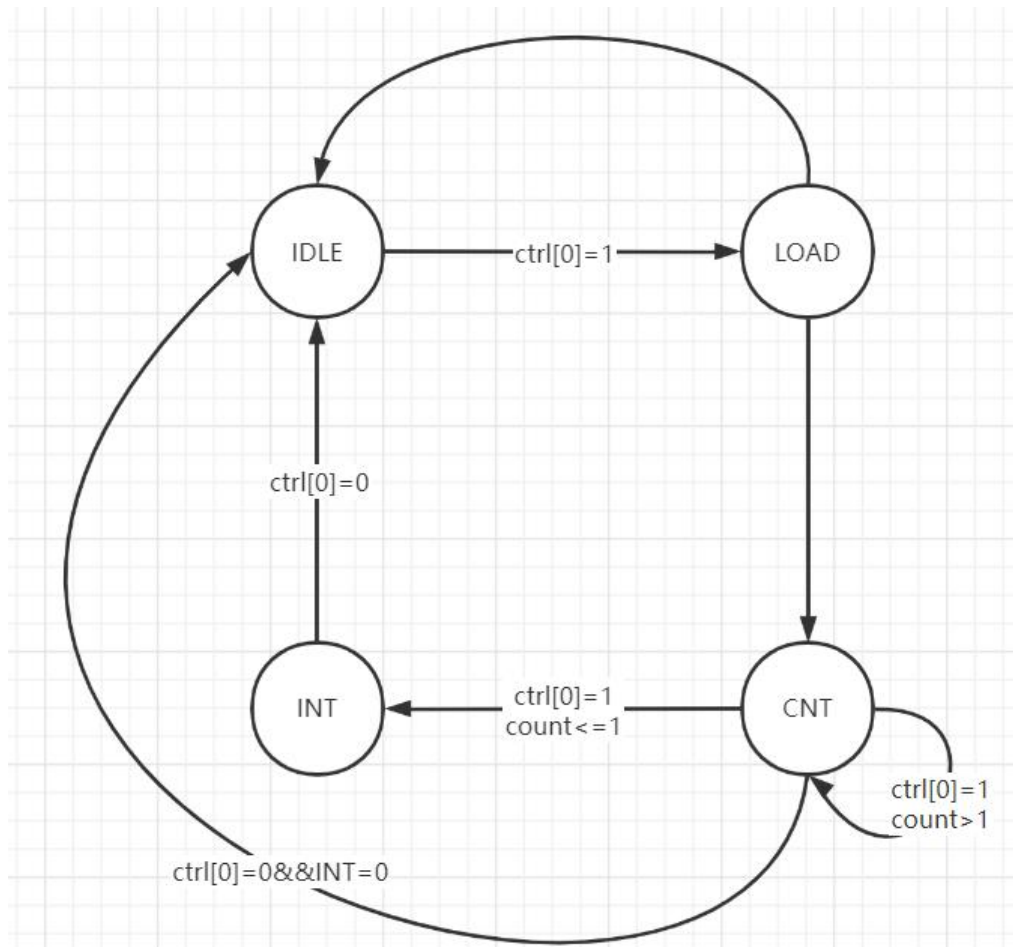 IDLE
ctrl[0]=1
LOAD
ctrl[0]=0
INT
ctrl[0]=1
count<=1
CNT
ctrl[0]=1
count>1
ctrl[0]=0&&INT=0